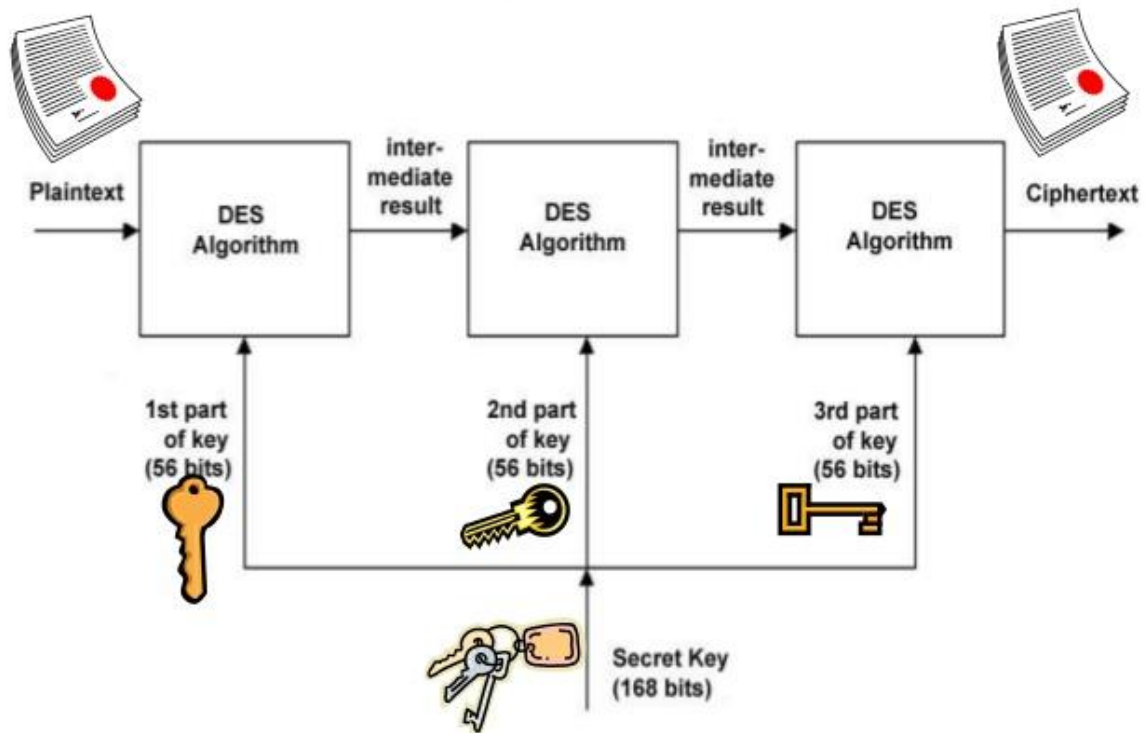 Plaintext
DES
Algorithm
inter-
mediate
result
DES
Algorithm
inter-
mediate
result
DES
Algorithm
Ciphertext
1st part
of key
(56 bits)
2nd part
of key
(56 bits)
3rd part
of key
(56 bits)
Secret Key
(168 bits)